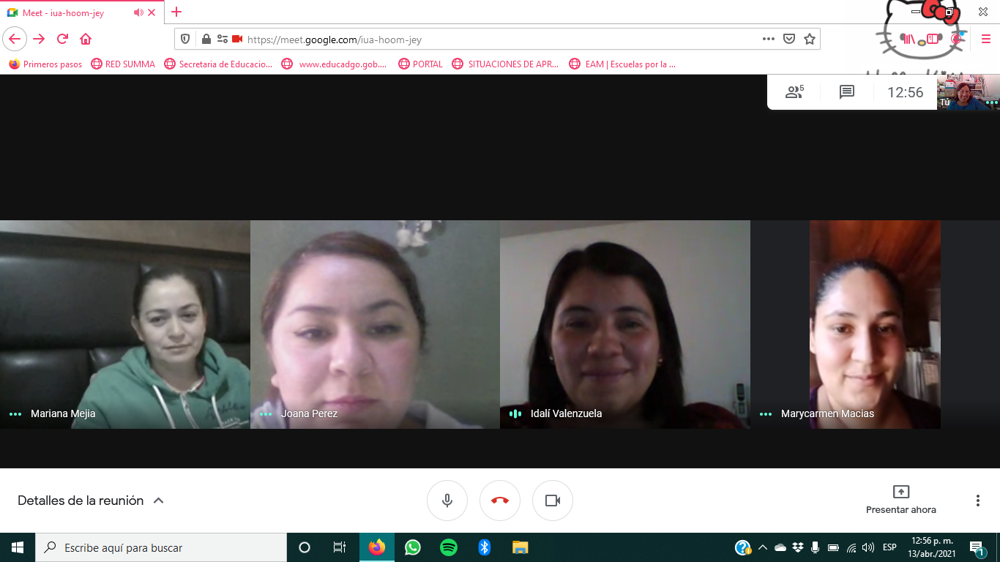 Meet - iua-hoom-jey
https://meet.google.com/iua-hoom-jey
Primeros pasos
RED SUMMA
Secretaria de Educacio...
www.educadgo.gob....
PORTAL
SITUACIONES DE APR...
EAM | Escuelas por la ...
5
12:56
Tú
Mariana Mejia
Joana Perez
Idalí Valenzuela
Marycarmen Macias
Detalles de la reunión
Presentar ahora
Escribe aquí para buscar
ESP
12:56 p. m.
13/abr./2021
1